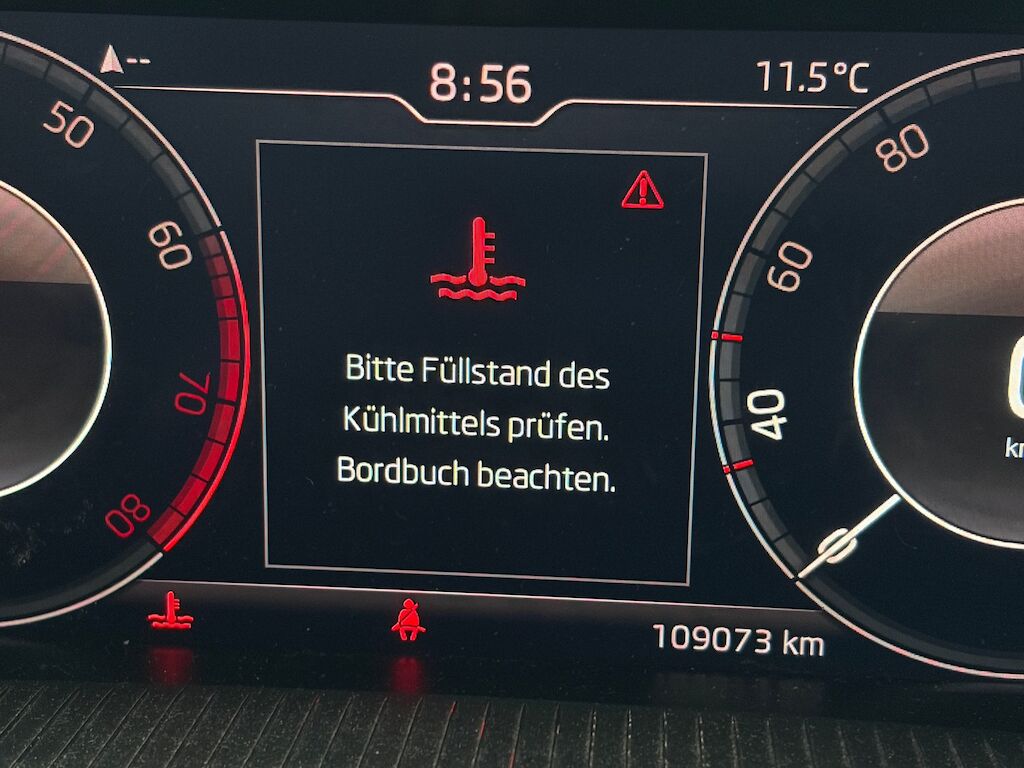 --
8:56
11.5°C
50
60
70
80
Bitte Füllstand des
Kühlmittels prüfen.
Bordbuch beachten.
80
60
40
0
109073 km